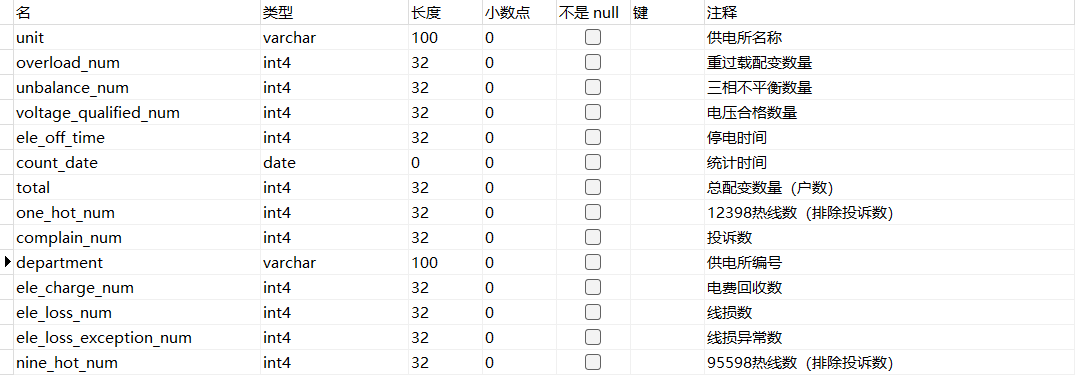 名 类型 长度 小数点 不是 null 键 注释
unit varchar 100 0 供电所名称
overload_num int4 32 0 重过载配变数量
unbalance_num int4 32 0 三相不平衡数量
voltage_qualified_num int4 32 0 电压合格数量
ele_off_time int4 32 0 停电时间
count_date date 0 0 统计时间
total int4 32 0 总配变数量（户数）
one_hot_num int4 32 0 12398热线数（排除投诉数）
complain_num int4 32 0 投诉数
department varchar 100 0 供电所编号
ele_charge_num int4 32 0 电费回收数
ele_loss_num int4 32 0 线损数
ele_loss_exception_num int4 32 0 线损异常数
nine_hot_num int4 32 0 95598热线数（排除投诉数）